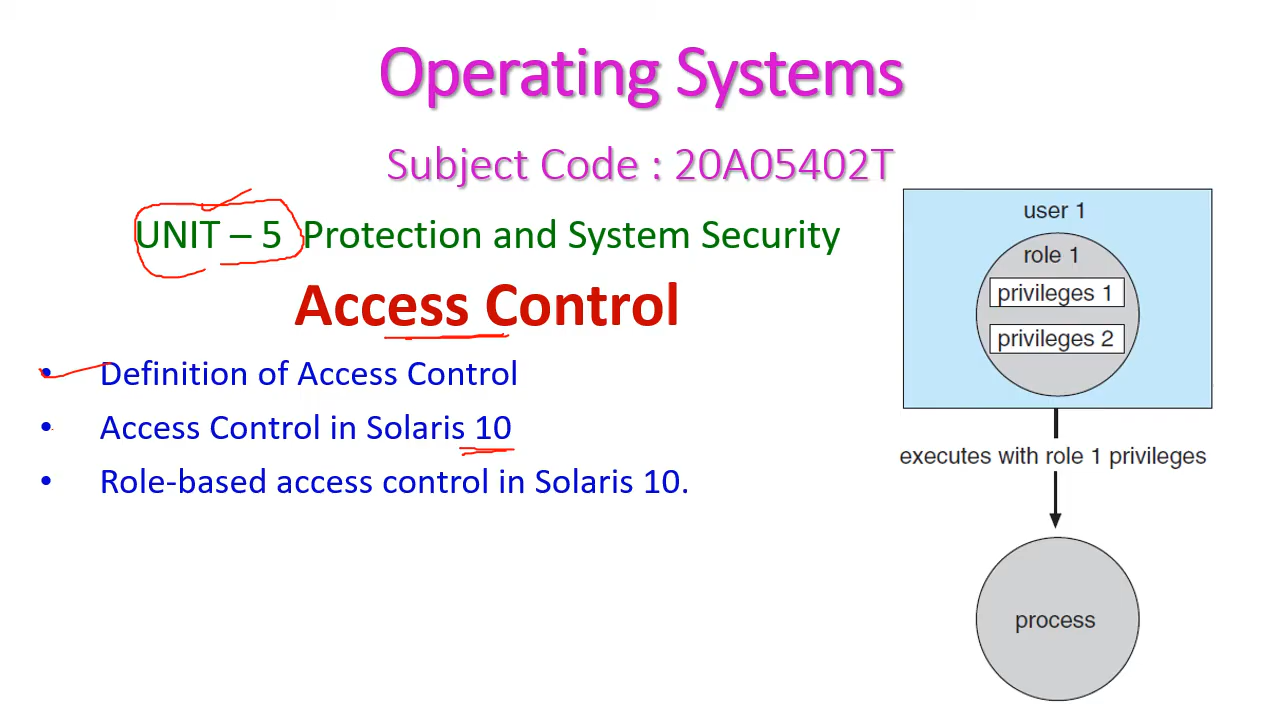 Operating Systems
Subject Code : 20A05402T
UNIT – 5 Protection and System Security
Access Control
• Definition of Access Control
• Access Control in Solaris 10
• Role-based access control in Solaris 10.
user 1
role 1
privileges 1
privileges 2
executes with role 1 privileges
process